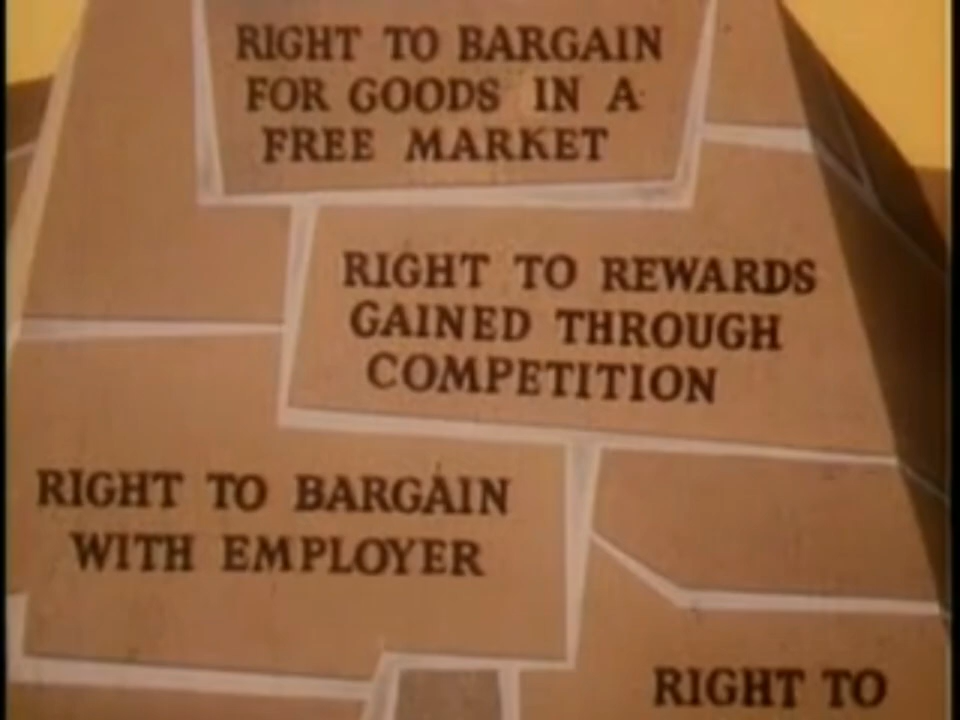 RIGHT TO BARGAIN
FOR GOODS IN A
FREE MARKET
RIGHT TO REWARDS
GAINED THROUGH
COMPETITION
RIGHT TO BARGAIN
WITH EMPLOYER
RIGHT TO